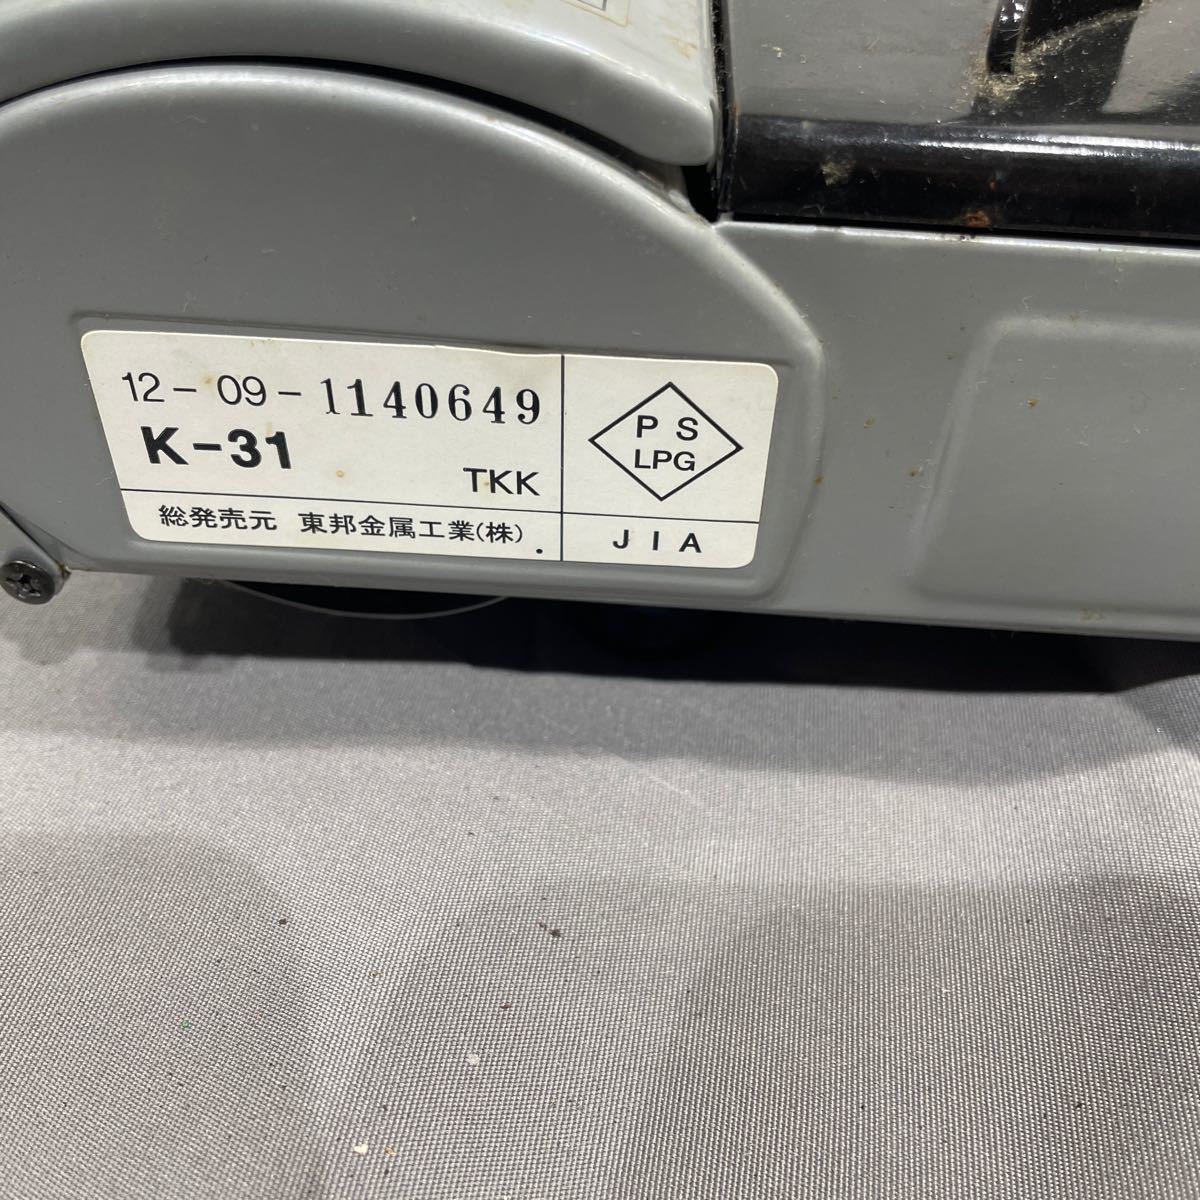 12-09-1140649
K-31
TKK
総発売元 東邦金属工業(株).
P S
LPG
JIA